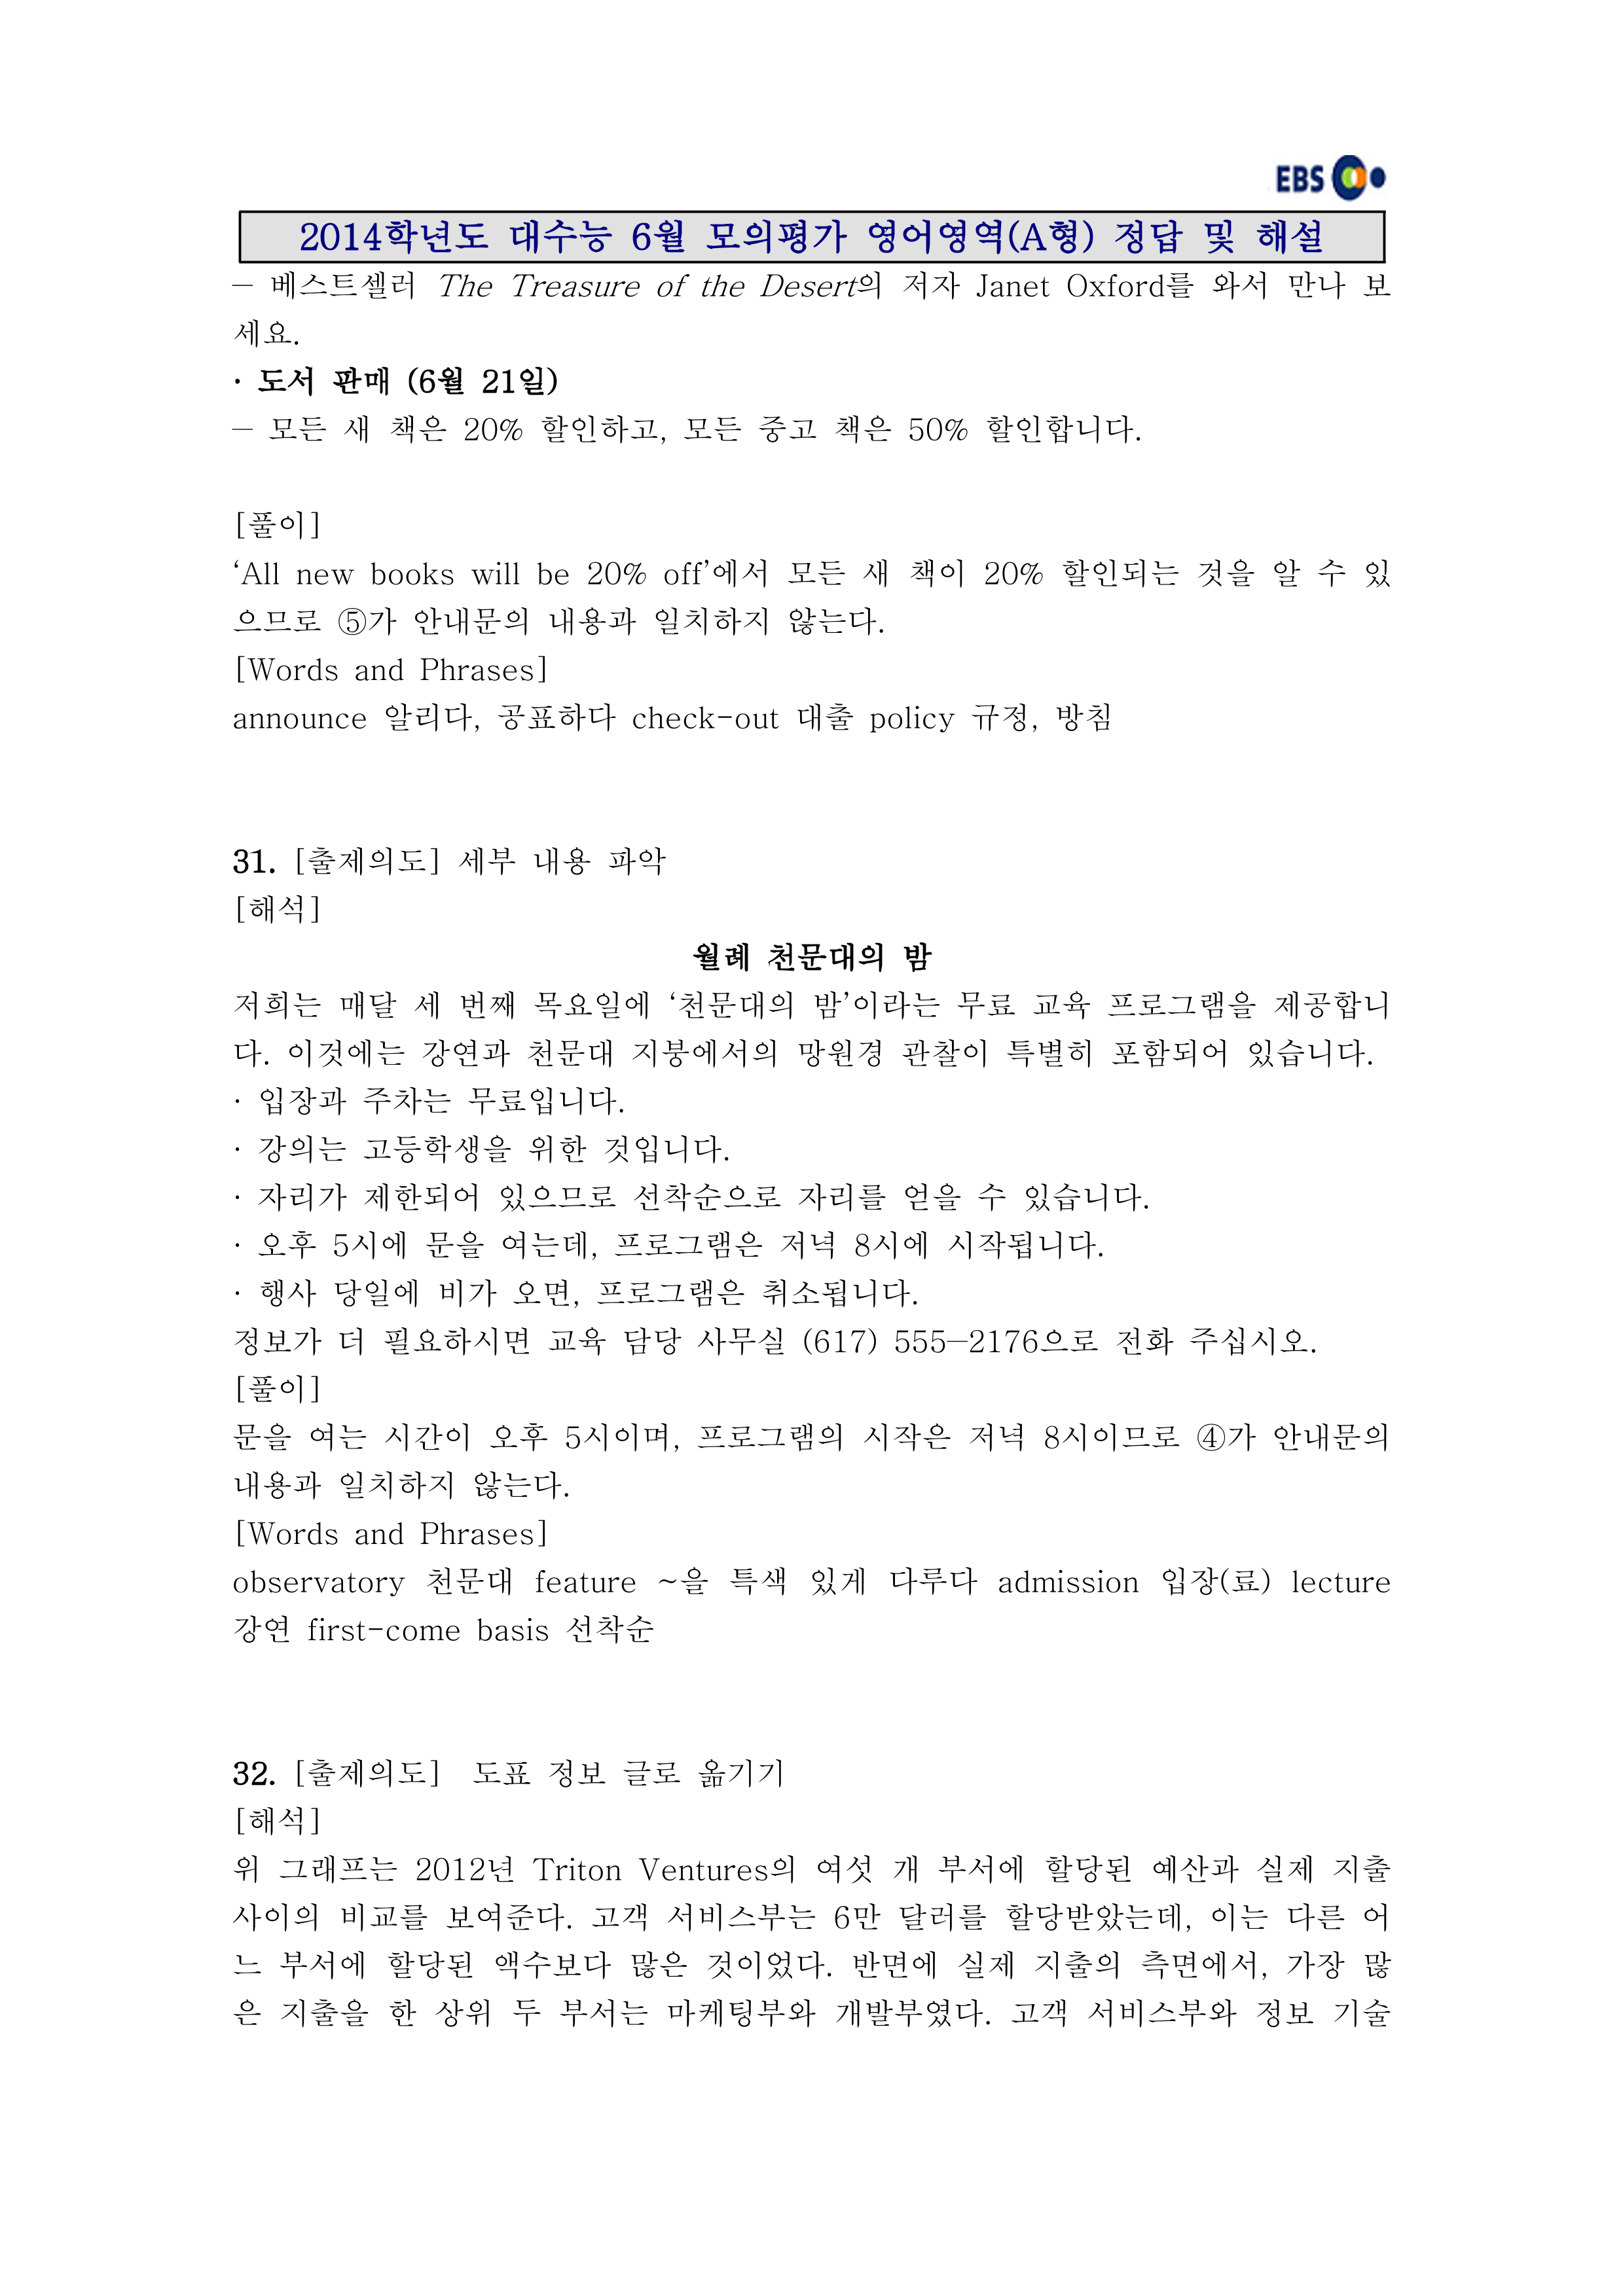 EBS
2014학년도 대수능 6월 모의평가 영어영역(A형) 정답 및 해설
– 베스트셀러 The Treasure of the Desert의 저자 Janet Oxford를 와서 만나 보
세요.
· 도서 판매 (6월 21일)
– 모든 새 책은 20% 할인하고, 모든 중고 책은 50% 할인합니다.
[풀이]
‘All new books will be 20% off’에서 모든 새 책이 20% 할인되는 것을 알 수 있
으므로 ⑤가 안내문의 내용과 일치하지 않는다.
[Words and Phrases]
announce 알리다, 공표하다 check-out 대출 policy 규정, 방침
31. [출제의도] 세부 내용 파악
[해석]
월례 천문대의 밤
저희는 매달 세 번째 목요일에 ‘천문대의 밤’이라는 무료 교육 프로그램을 제공합니
다. 이것에는 강연과 천문대 지붕에서의 망원경 관찰이 특별히 포함되어 있습니다.
· 입장과 주차는 무료입니다.
· 강의는 고등학생을 위한 것입니다.
· 자리가 제한되어 있으므로 선착순으로 자리를 얻을 수 있습니다.
· 오후 5시에 문을 여는데, 프로그램은 저녁 8시에 시작됩니다.
· 행사 당일에 비가 오면, 프로그램은 취소됩니다.
정보가 더 필요하시면 교육 담당 사무실 (617) 555–2176으로 전화 주십시오.
[풀이]
문을 여는 시간이 오후 5시이며, 프로그램의 시작은 저녁 8시이므로 ④가 안내문의
내용과 일치하지 않는다.
[Words and Phrases]
observatory 천문대 feature ~을 특색 있게 다루다 admission 입장(료) lecture
강연 first-come basis 선착순
32. [출제의도] 도표 정보 글로 옮기기
[해석]
위 그래프는 2012년 Triton Ventures의 여섯 개 부서에 할당된 예산과 실제 지출
사이의 비교를 보여준다. 고객 서비스부는 6만 달러를 할당받았는데, 이는 다른 어
느 부서에 할당된 액수보다 많은 것이었다. 반면에 실제 지출의 측면에서, 가장 많
은 지출을 한 상위 두 부서는 마케팅부와 개발부였다. 고객 서비스부와 정보 기술